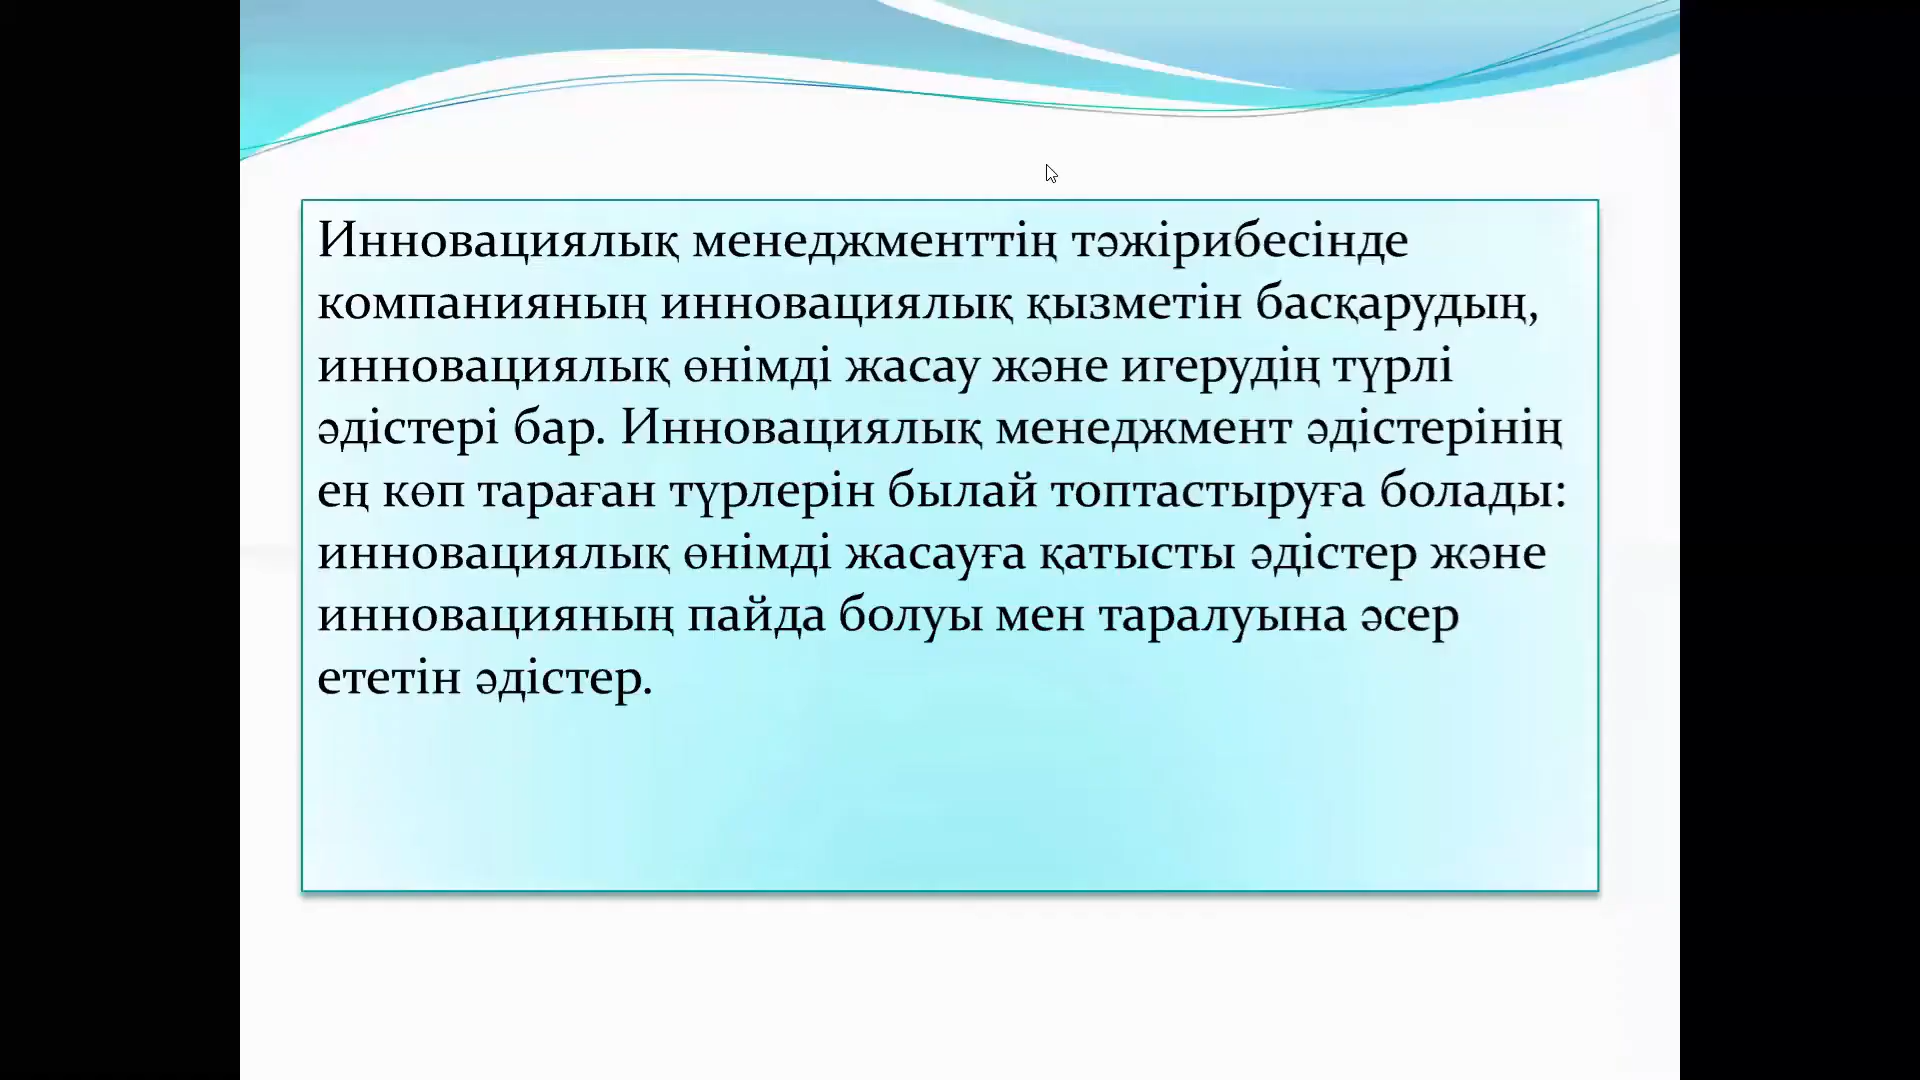 Инновациялық менеджменттің тәжірибесінде
компанияның инновациялық қызметін басқарудың,
инновациялық өнімді жасау және игерудің түрлі
әдістері бар. Инновациялық менеджмент әдістерінің
ең көп тараған түрлерін былай топтастыруға болады:
инновациялық өнімді жасауға қатысты әдістер және
инновацияның пайда болуы мен таралуына әсер
ететін әдістер.